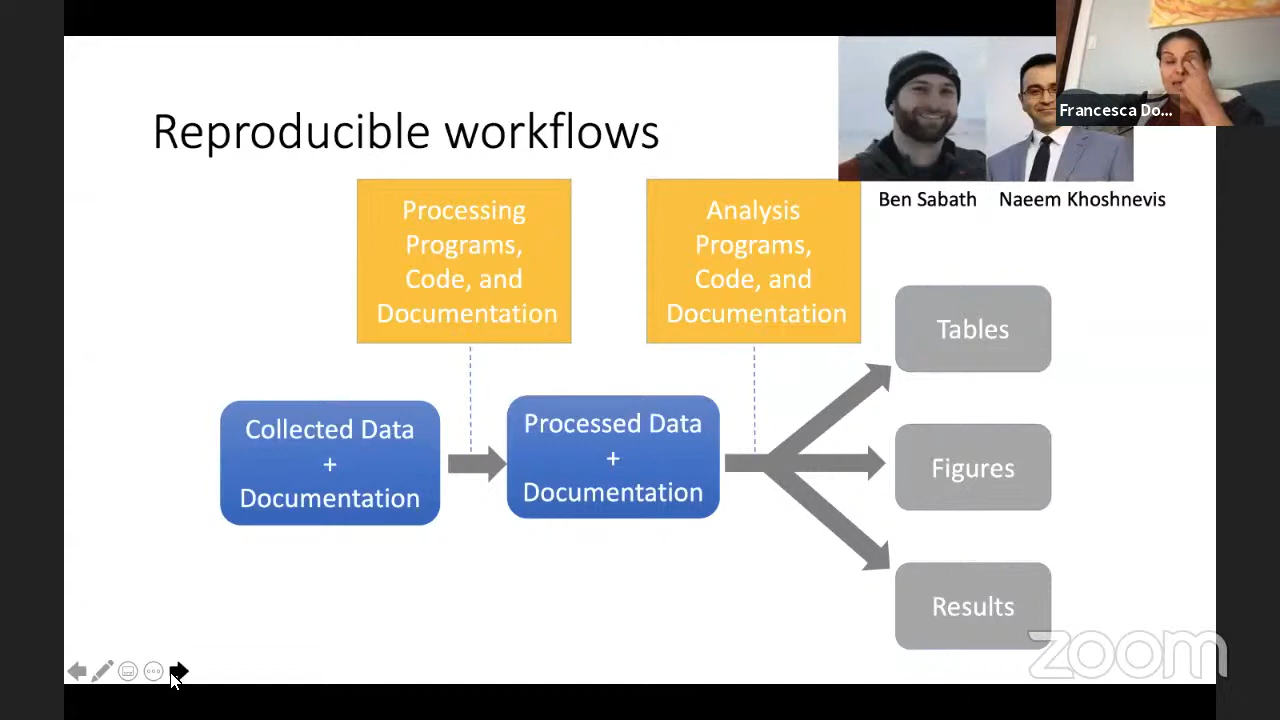 Francesca Do...
Reproducible workflows
Ben Sabath
Naeem Khoshnevis
Processing
Programs,
Code, and
Documentation
Analysis
Programs,
Code, and
Documentation
Collected Data
+
Documentation
Processed Data
+
Documentation
Tables
Figures
Results
zoom